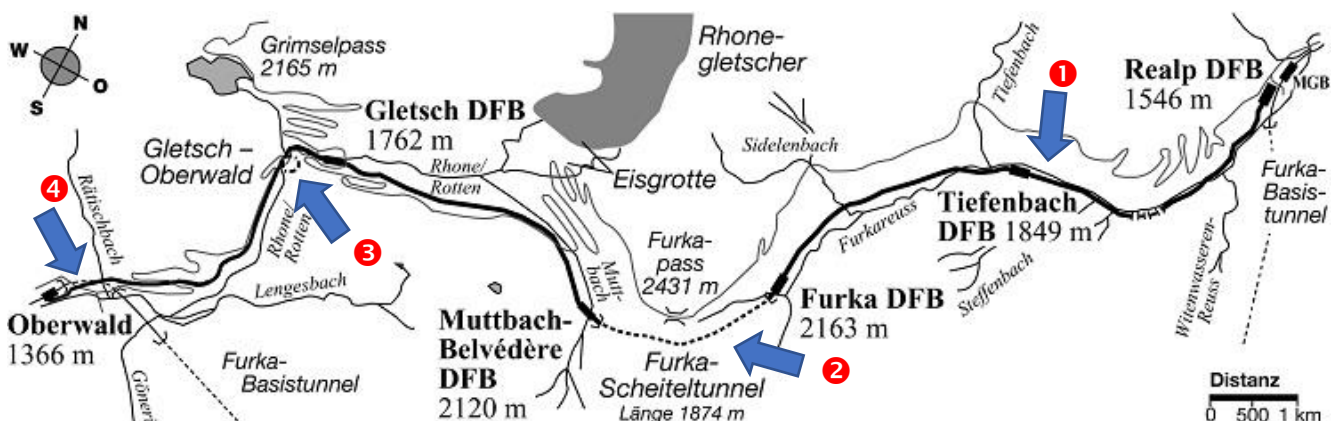 N
W
O
S
Grimselpass
2165 m
Rhone-
gletscher
Gletsch DFB
1762 m
Gletsch –
Oberwald
Rhone/
Rotten
Eisgrotte
Sidelenbach
Tiefenbach
1
Realp DFB
1546 m
MGB
Furka-
Basis-
tunnel
4
Rätischbach
Rhone/
Rotten
3
Lengesbach
Mutt-
bach
Furka-
pass
2431 m
Furkareuss
Tiefenbach
DFB 1849 m
Steffenbach
Witenwasseren-
Reuss
Oberwald
1366 m
Furka-
Basistunnel
Muttbach-
Belvédère
DFB
2120 m
Furka DFB
2163 m
2
Furka-
Scheiteltunnel
Länge 1874 m
Distanz
0 500 1 km